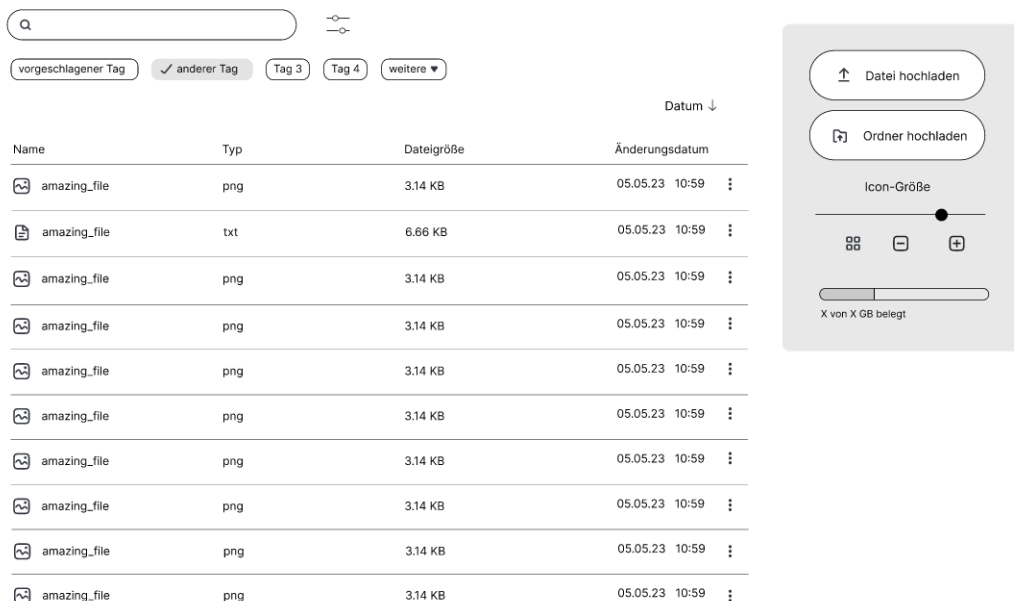 vorgeschlagener Tag anderer Tag Tag 3 Tag 4 weitere
Datum ↓
Name Typ Dateigröße Änderungsdatum
amazing_file png 3.14 KB 05.05.23 10:59
amazing_file txt 6.66 KB 05.05.23 10:59
amazing_file png 3.14 KB 05.05.23 10:59
amazing_file png 3.14 KB 05.05.23 10:59
amazing_file png 3.14 KB 05.05.23 10:59
amazing_file png 3.14 KB 05.05.23 10:59
amazing_file png 3.14 KB 05.05.23 10:59
amazing_file png 3.14 KB 05.05.23 10:59
amazing_file png 3.14 KB 05.05.23 10:59
amazing_file png 3.14 KB 05.05.23 10:59
Datei hochladen
Ordner hochladen
Icon-Größe
X von X GB belegt